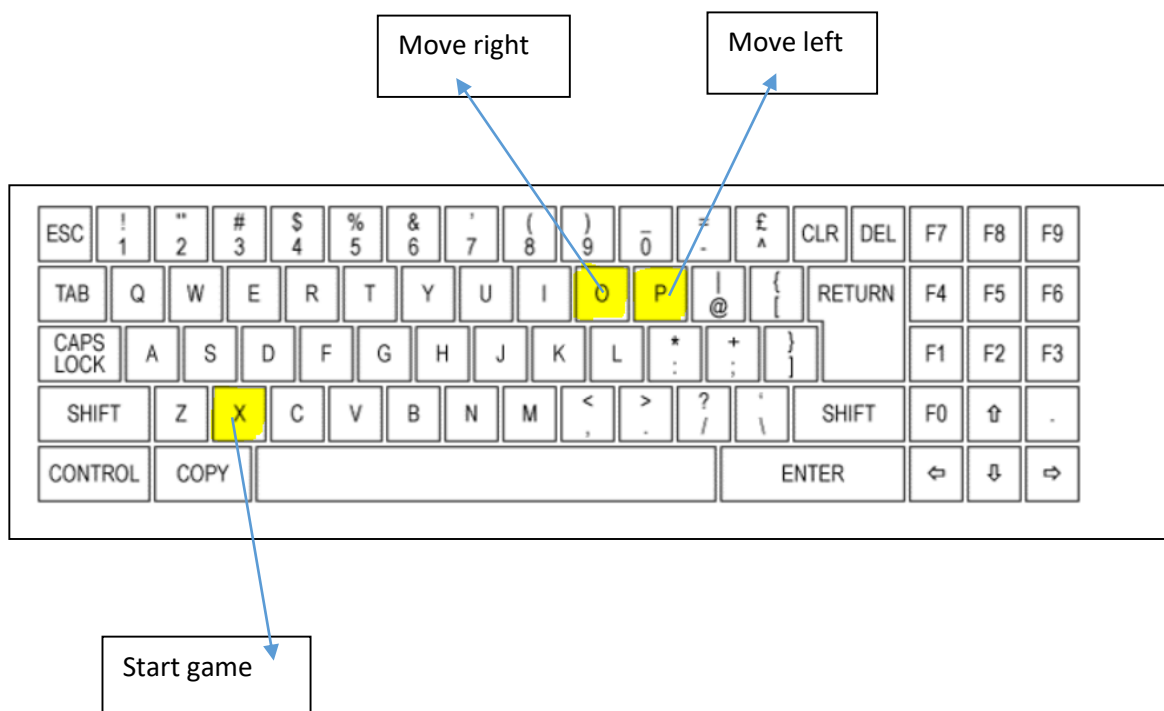 Move right
Move left
ESC ! 1 " 2 # 3 $ 4 % 5 & 6 ' 7 ( 8 ) 9 _ 0 = - £ ^ CLR DEL F7 F8 F9
TAB Q W E R T Y U I O P | @ { [ RETURN F4 F5 F6
CAPS LOCK A S D F G H J K L * : + ; } ] F1 F2 F3
SHIFT Z X C V B N M < , > . ? / ` \ SHIFT F0 ⇧ .
CONTROL COPY ENTER ⇦ ⇩ ⇨
Start game